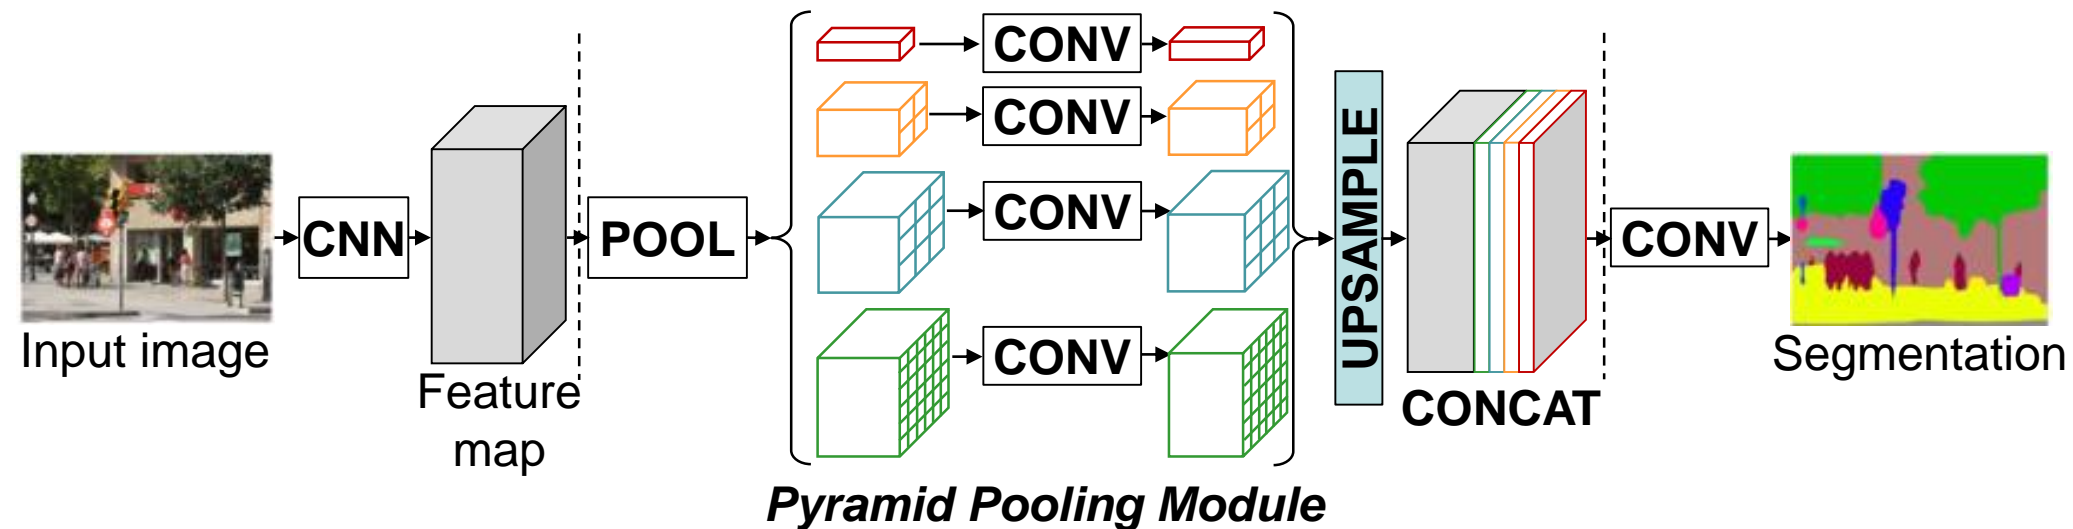 Input image
CNN
Feature
map
POOL
CONV
CONV
CONV
CONV
Pyramid Pooling Module
UPSAMPLE
CONCAT
CONV
Segmentation